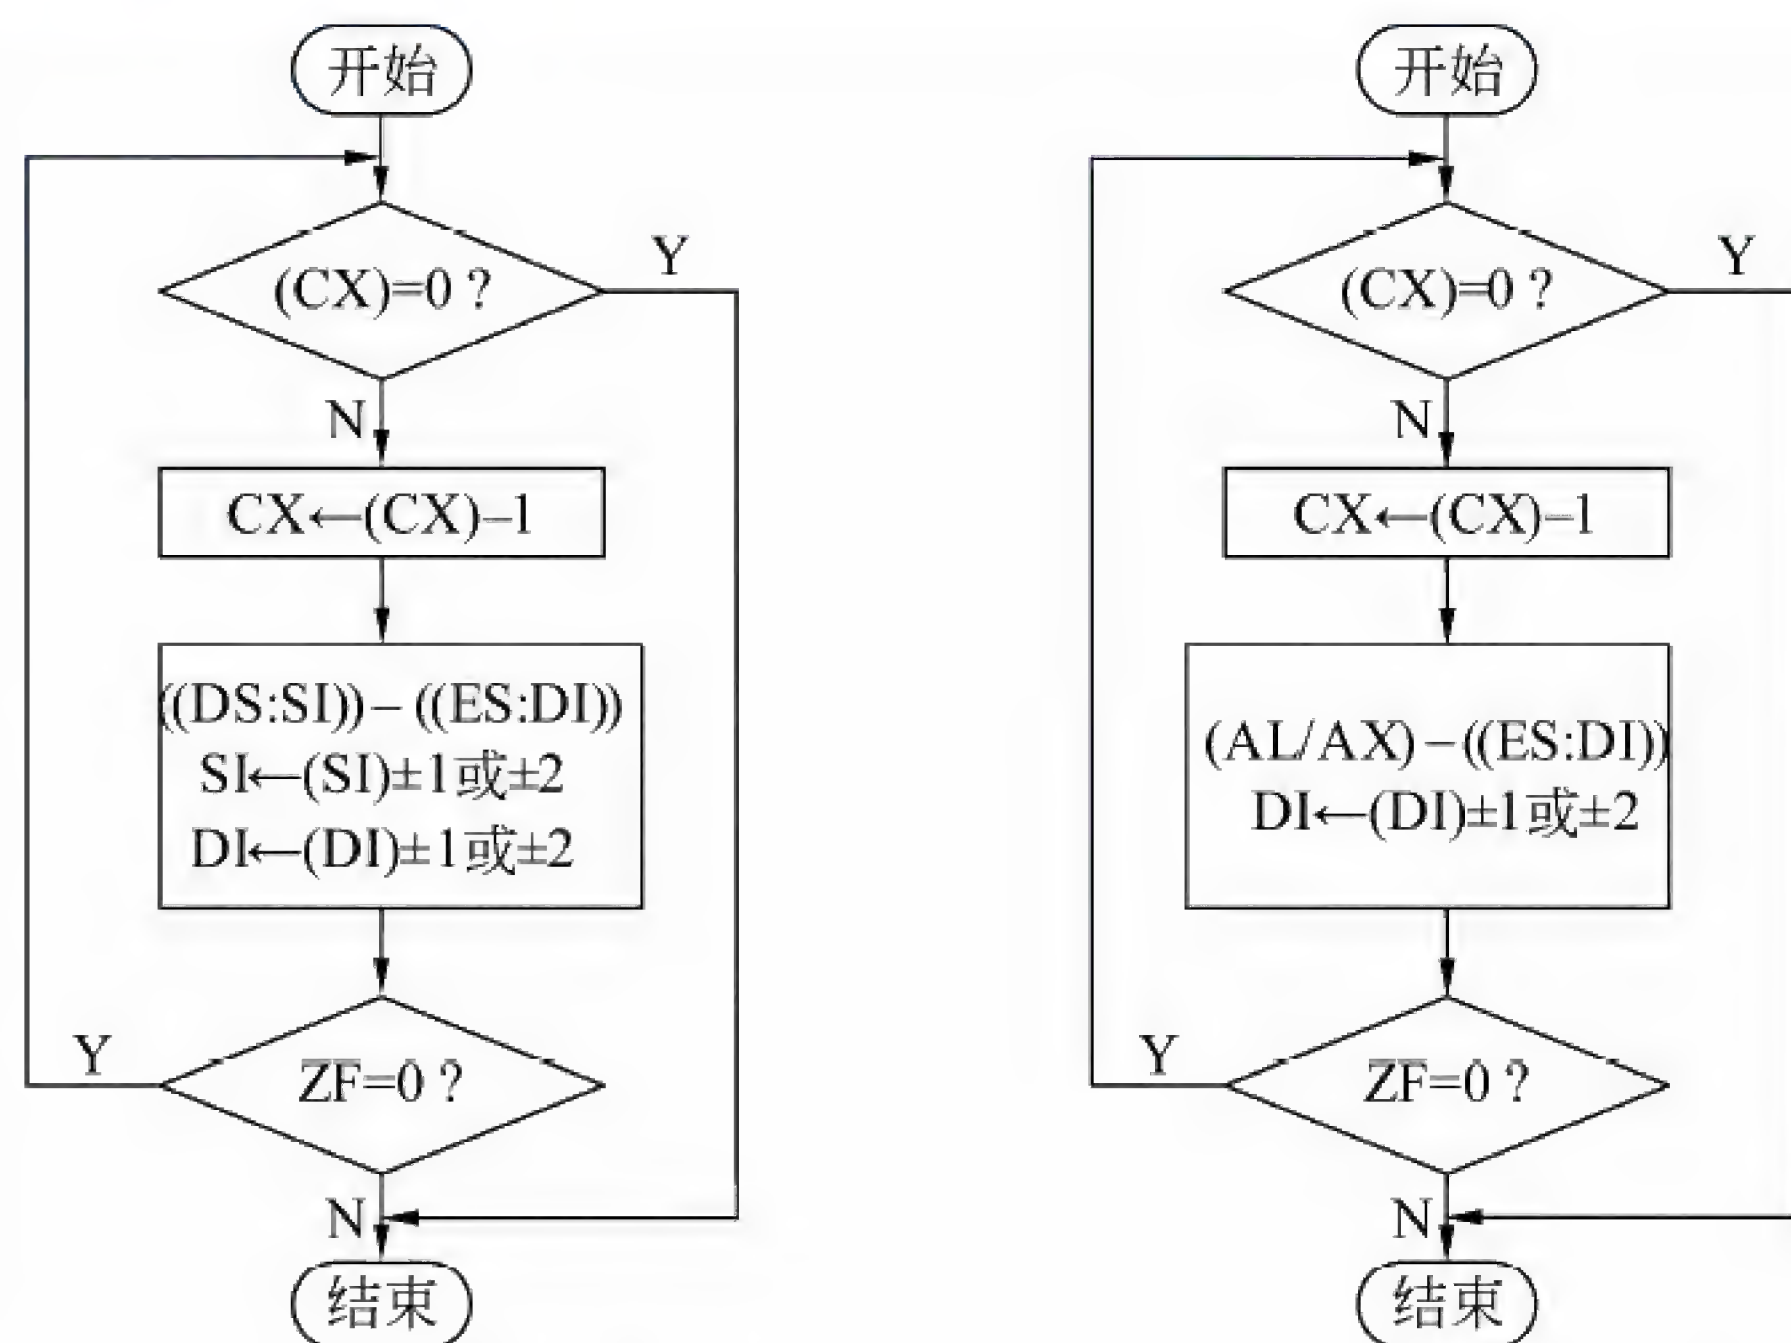 开始
(CX)=0 ?
Y
N
CX←(CX)–1
((DS:SI)) – ((ES:DI))
SI←(SI)±1或±2
DI←(DI)±1或±2
Y
Z̅F̅=0 ?
N
结束
开始
(CX)=0 ?
Y
N
CX←(CX)–1
(AL/AX) – ((ES:DI))
DI←(DI)±1或±2
Y
Z̅F̅=0 ?
N
结束